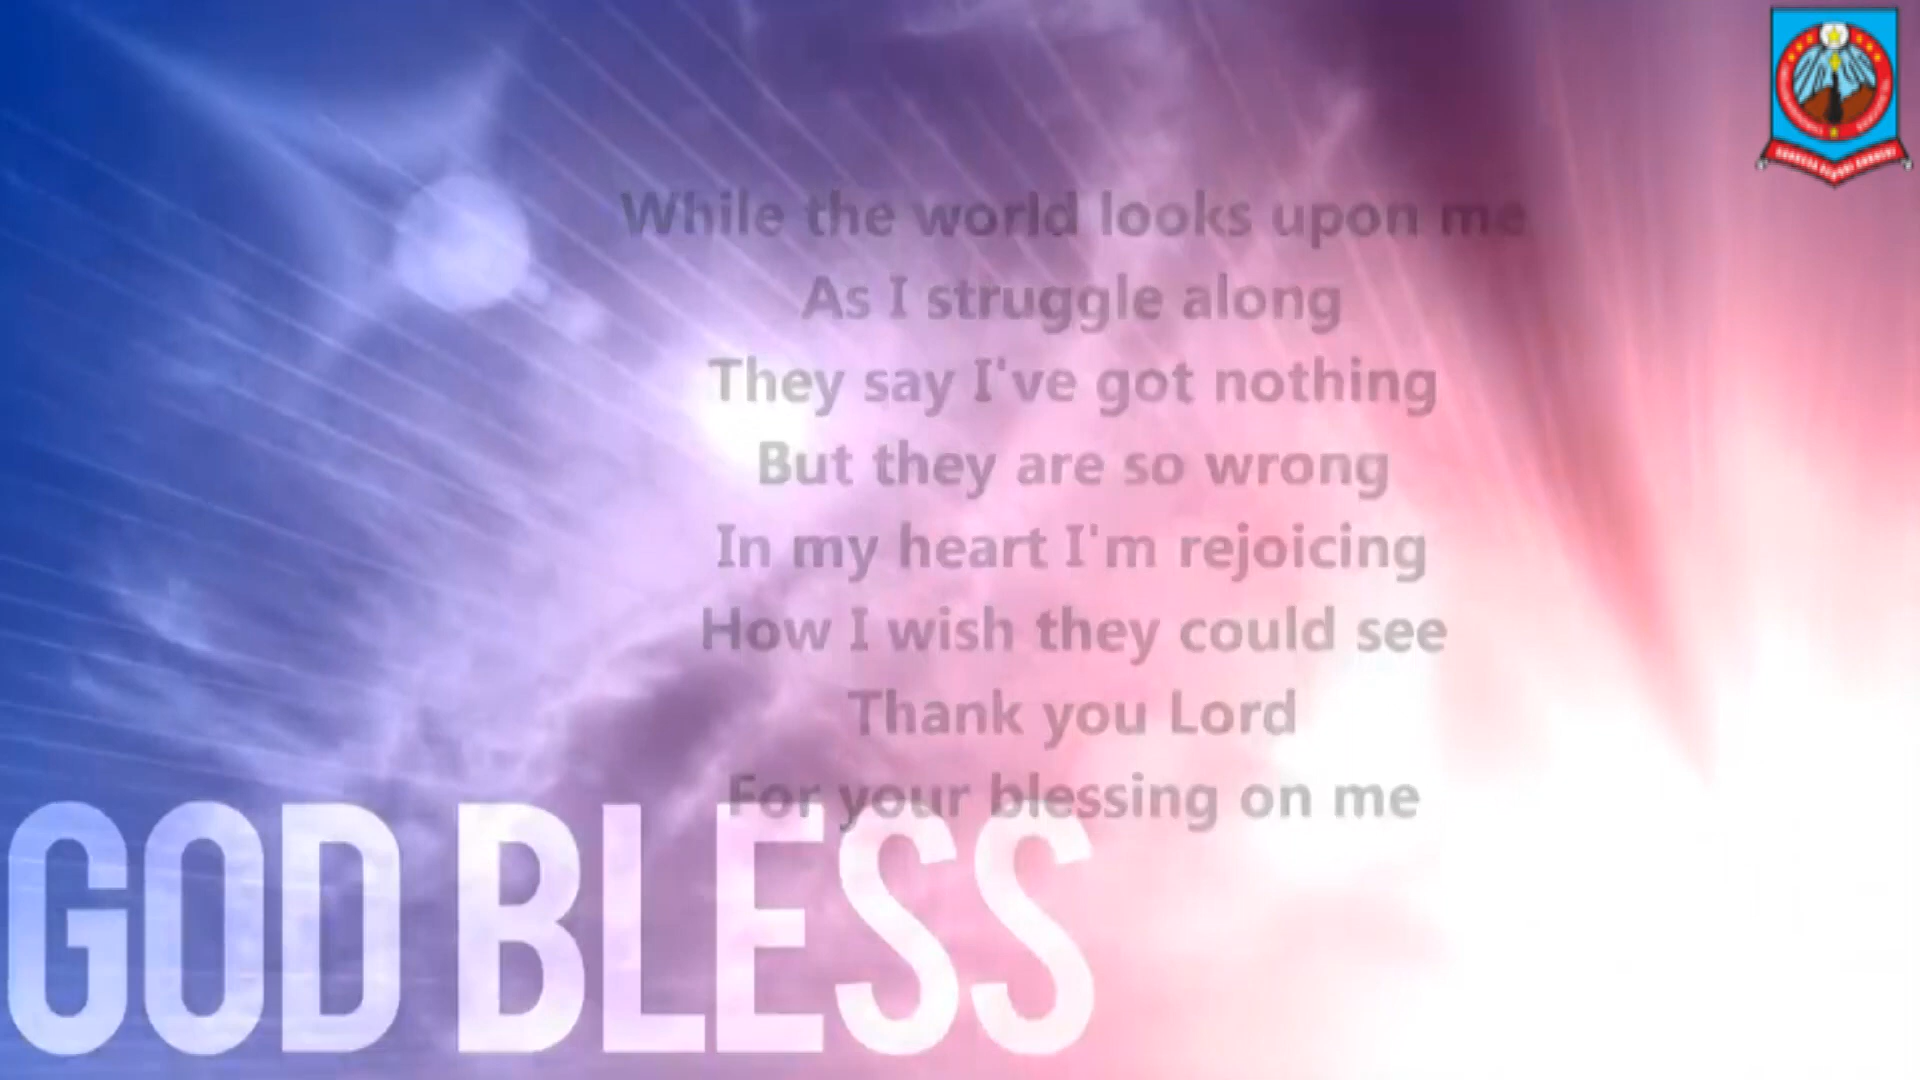 While the world looks upon me
As I struggle along
They say I've got nothing
But they are so wrong
In my heart I'm rejoicing
How I wish they could see
Thank you Lord
For your blessing on me
GOD BLESS